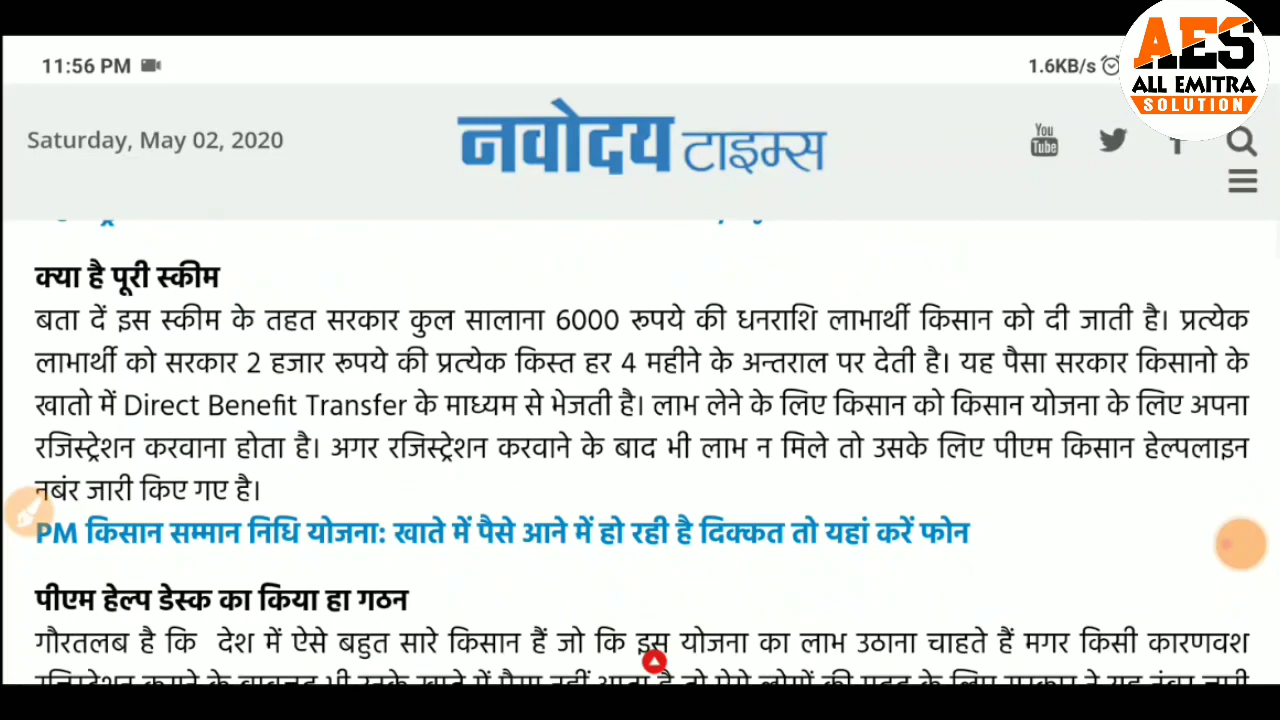 11:56 PM
1.6KB/s
AES
ALL EMITRA
SOLUTION
Saturday, May 02, 2020
नवोदय टाइम्स
You
Tube
क्या है पूरी स्कीम
बता दें इस स्कीम के तहत सरकार कुल सालाना 6000 रूपये की धनराशि लाभार्थी किसान को दी जाती है। प्रत्येक
लाभार्थी को सरकार 2 हजार रूपये की प्रत्येक किस्त हर 4 महीने के अन्तराल पर देती है। यह पैसा सरकार किसानो के
खातो में Direct Benefit Transfer के माध्यम से भेजती है। लाभ लेने के लिए किसान को किसान योजना के लिए अपना
रजिस्ट्रेशन करवाना होता है। अगर रजिस्ट्रेशन करवाने के बाद भी लाभ न मिले तो उसके लिए पीएम किसान हेल्पलाइन
नबंर जारी किए गए है।
PM किसान सम्मान निधि योजना: खाते में पैसे आने में हो रही है दिक्कत तो यहां करें फोन
पीएम हेल्प डेस्क का किया हा गठन
गौरतलब है कि देश में ऐसे बहुत सारे किसान हैं जो कि इस योजना का लाभ उठाना चाहते हैं मगर किसी कारणवश